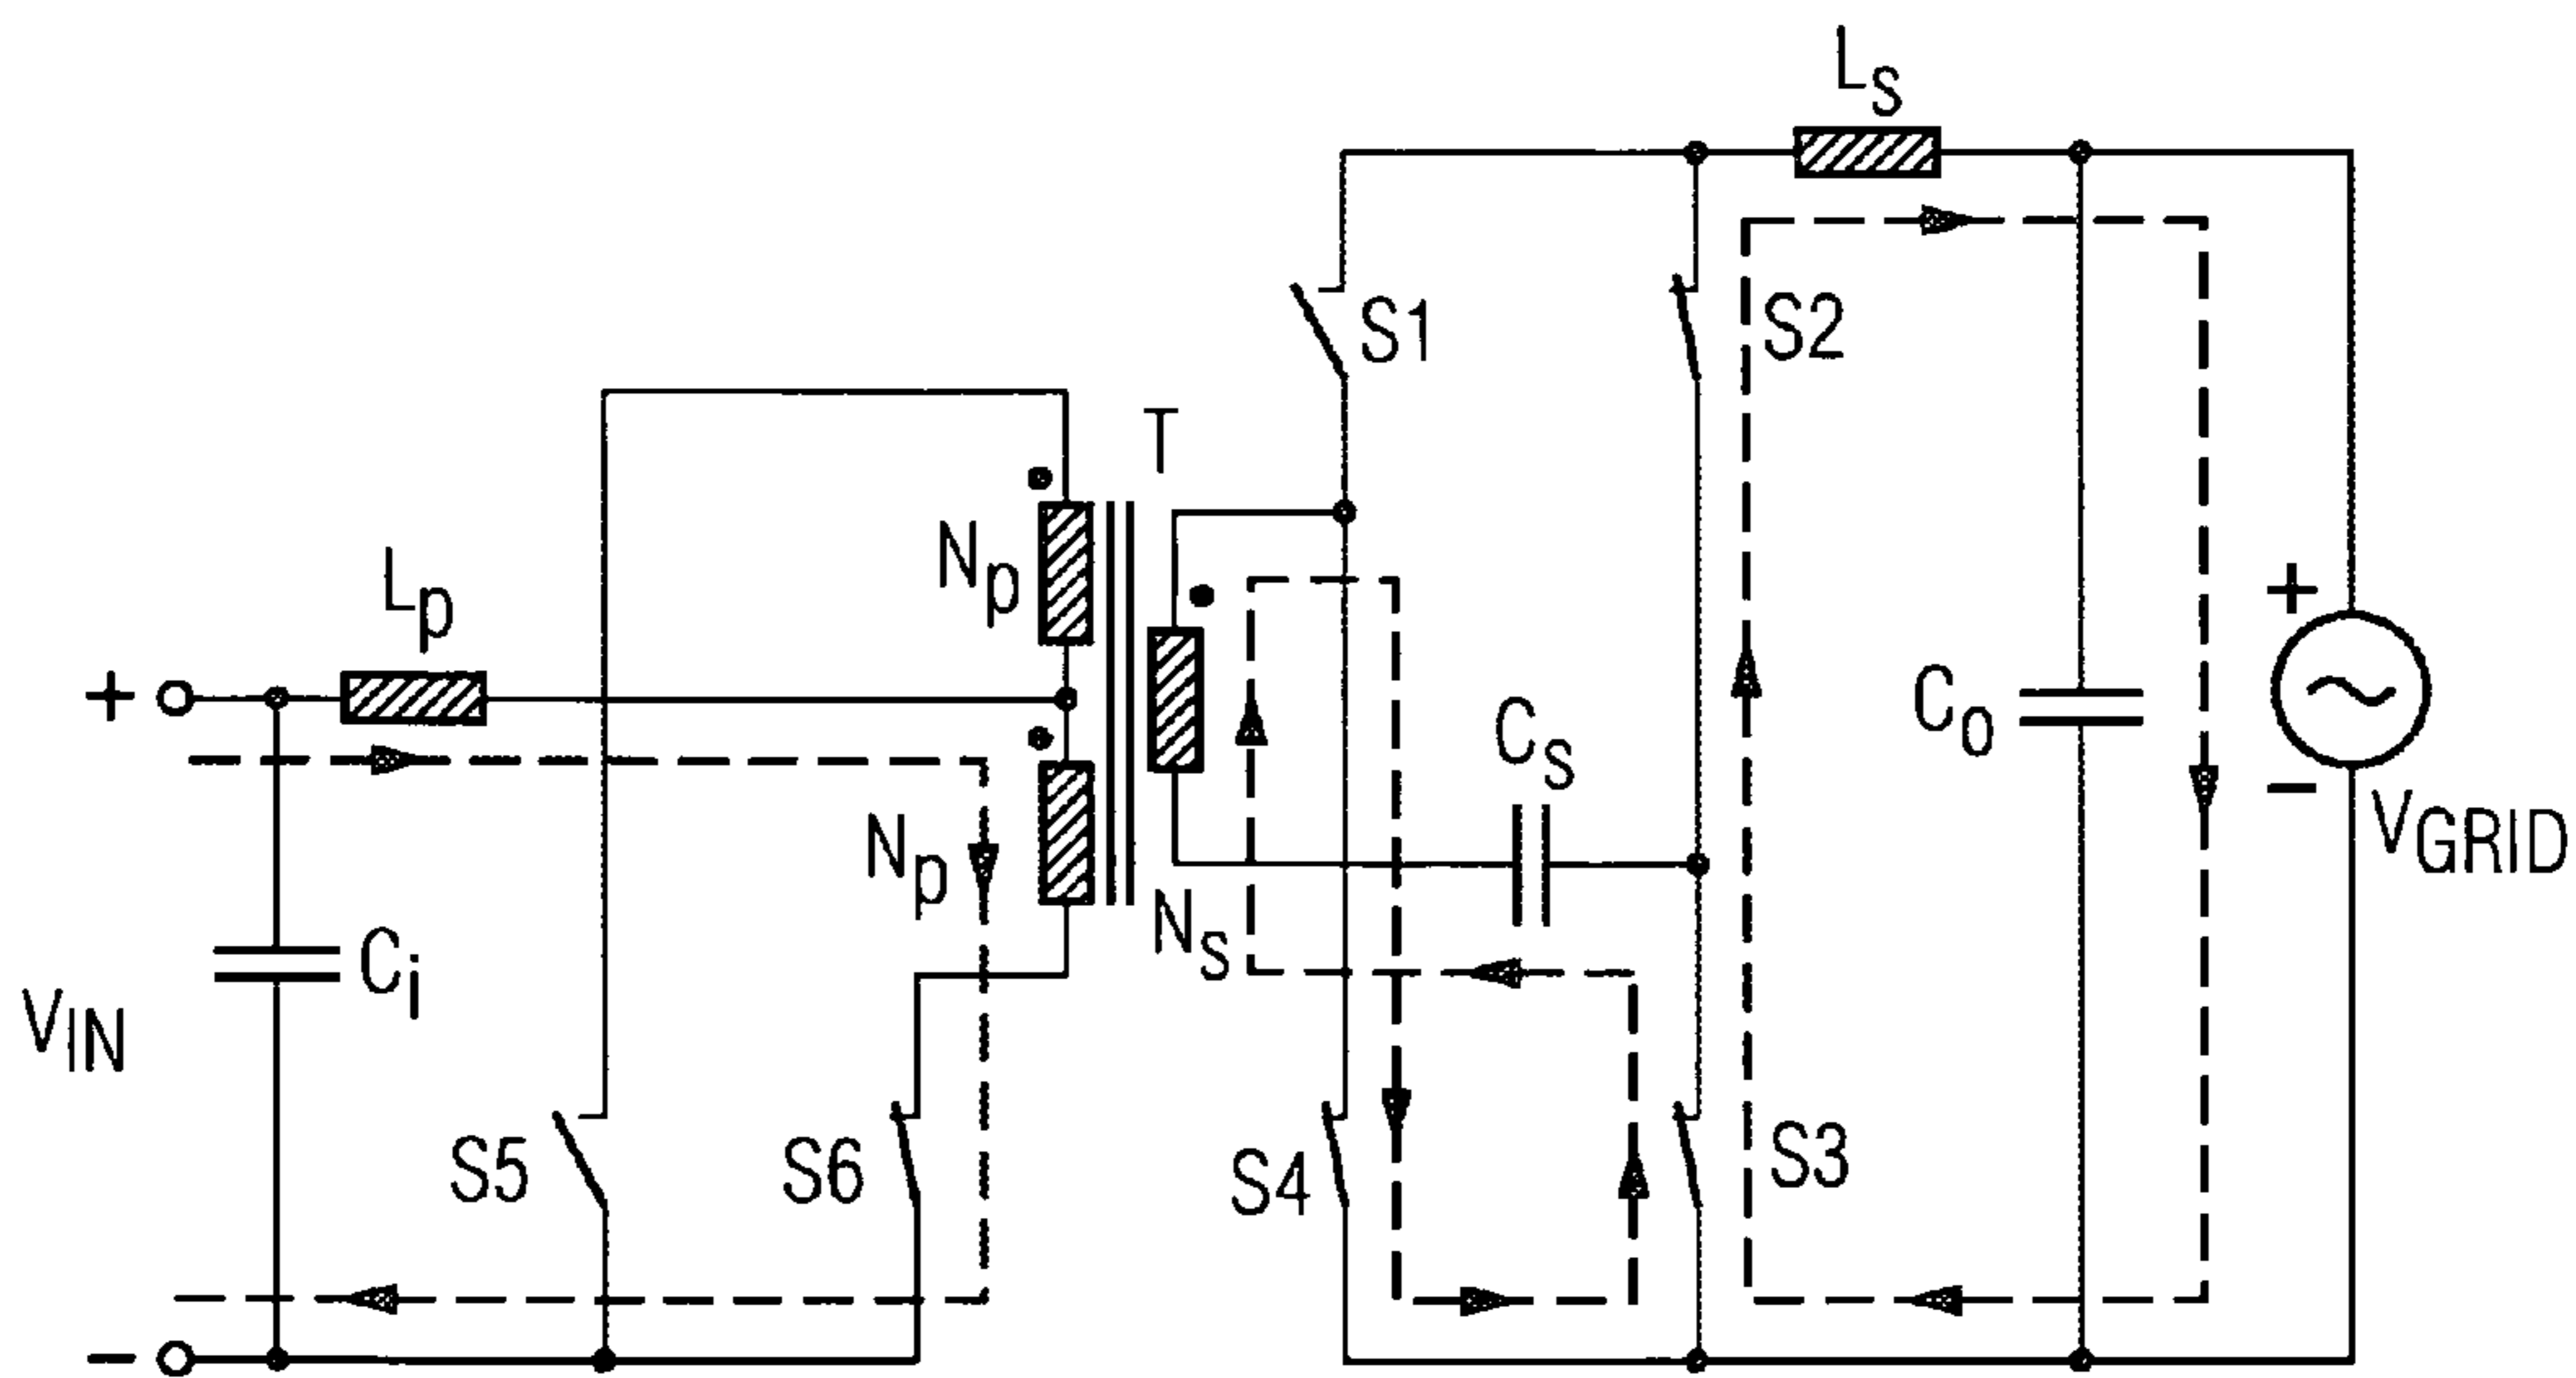 Ls
S1
S2
T
Np
Lp
+
+
Cs
Co
Np
−
VGRID
Ns
Ci
VIN
S5
S6
S4
S3
−